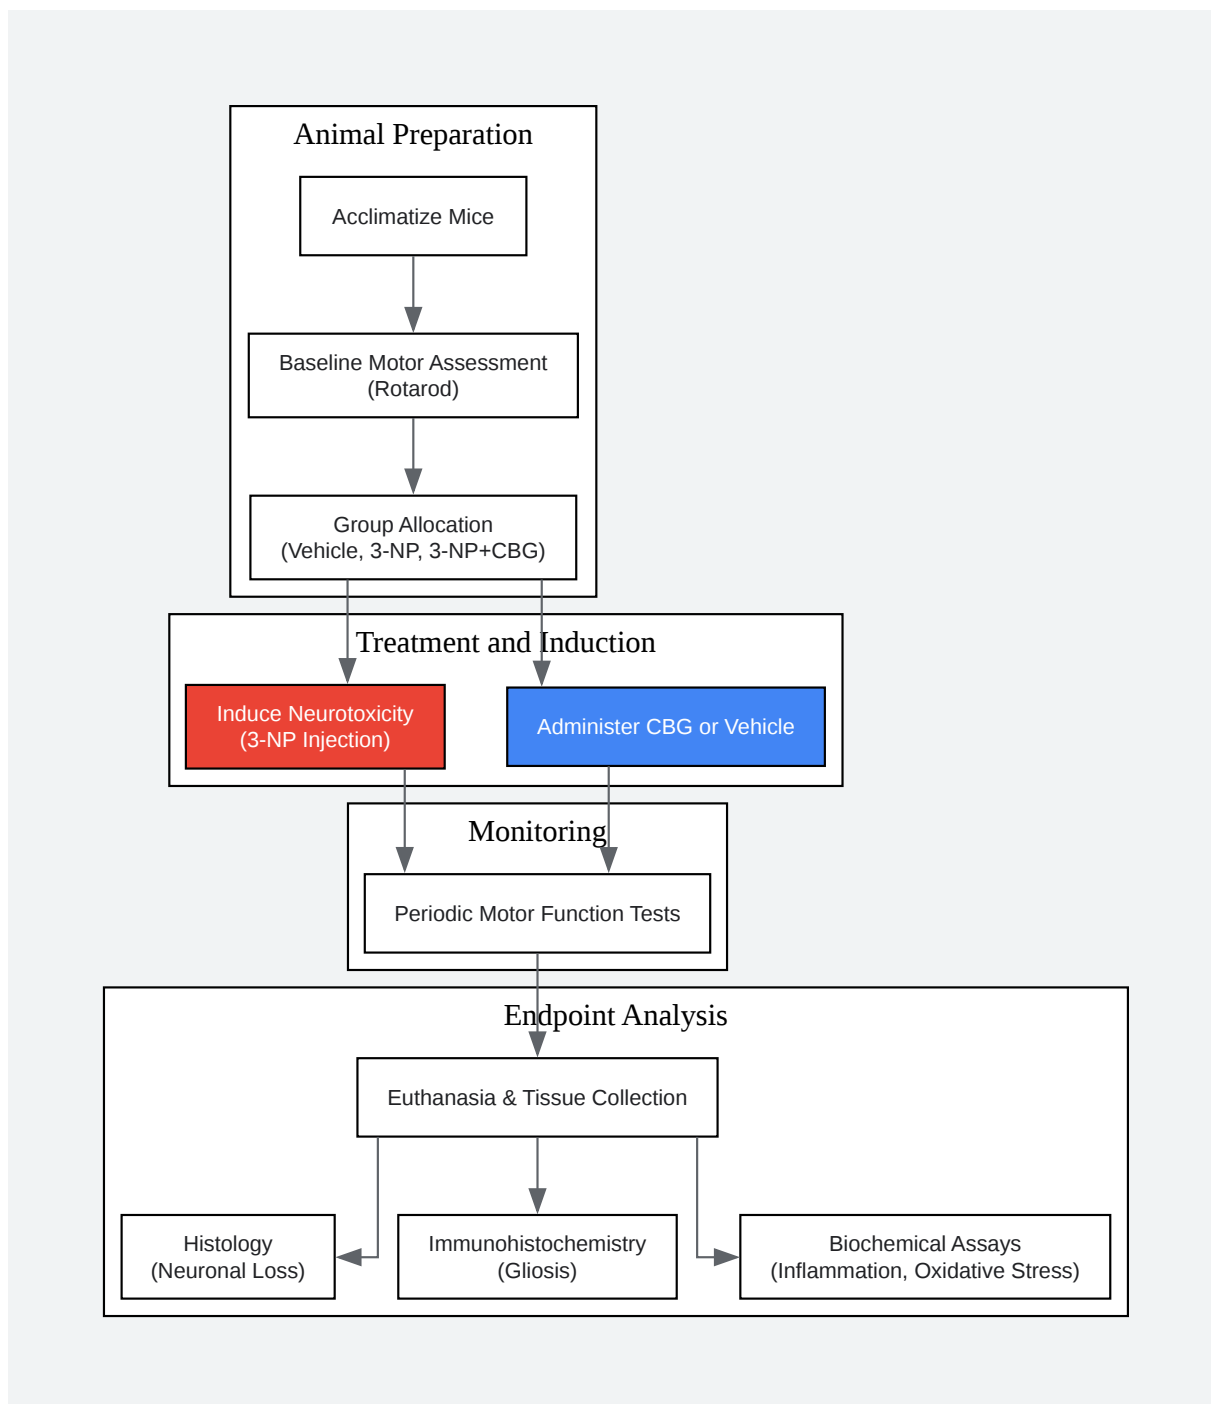 Animal Preparation
Acclimatize Mice
Baseline Motor Assessment
(Rotarod)
Group Allocation
(Vehicle, 3-NP, 3-NP+CBG)
Treatment and Induction
Induce Neurotoxicity
(3-NP Injection)
Administer CBG or Vehicle
Monitoring
Periodic Motor Function Tests
Endpoint Analysis
Euthanasia & Tissue Collection
Histology
(Neuronal Loss)
Immunohistochemistry
(Gliosis)
Biochemical Assays
(Inflammation, Oxidative Stress)